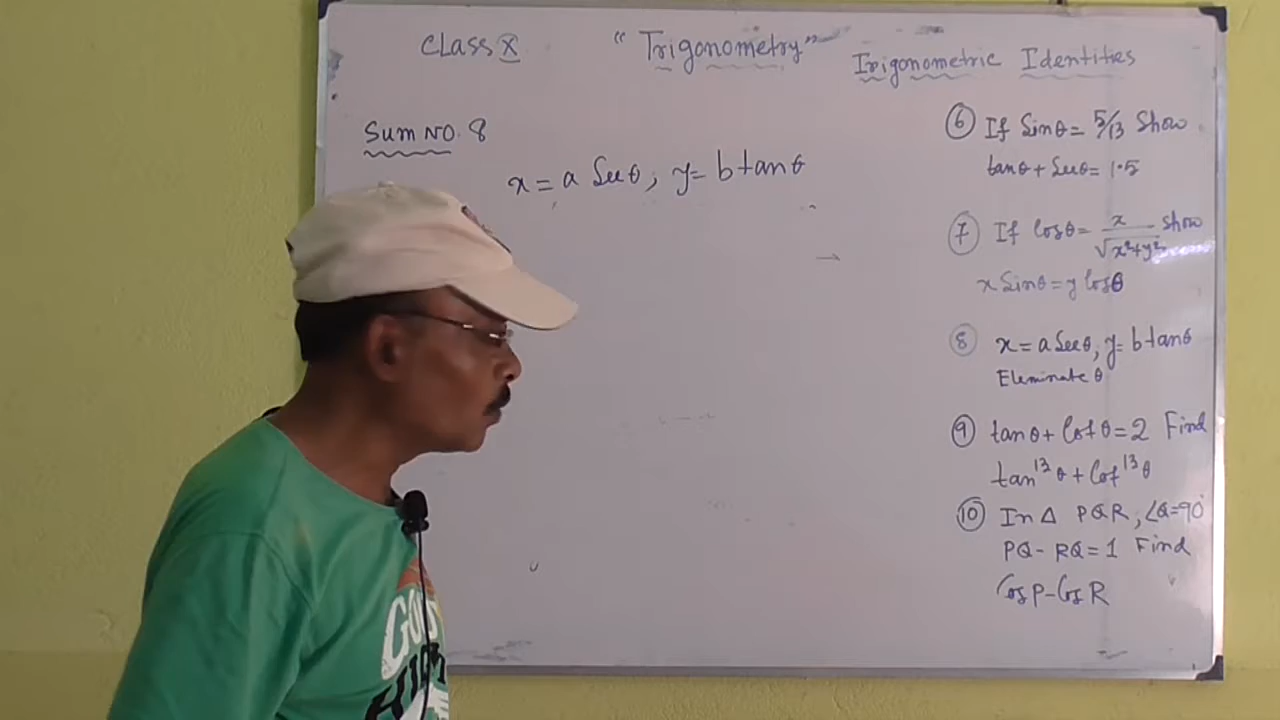 Class X
"Trigonometry"
Trigonometric Identities
Sum NO. 8
x = a Secθ, y = b tanθ
⑥ If Sinθ = 5/13 Show
tanθ + Secθ = 1.5
⑦ If Cosθ = x/√x²+y² Show
x Sinθ = y Cosθ
⑧ x = a Secθ, y = b tanθ
Eleminate θ
⑨ tanθ + Cotθ = 2 Find
tan¹³θ + Cot¹³θ
⑩ In Δ PQR, ∠Q = 90°
PQ - RQ = 1 Find
Cos P - Cos R